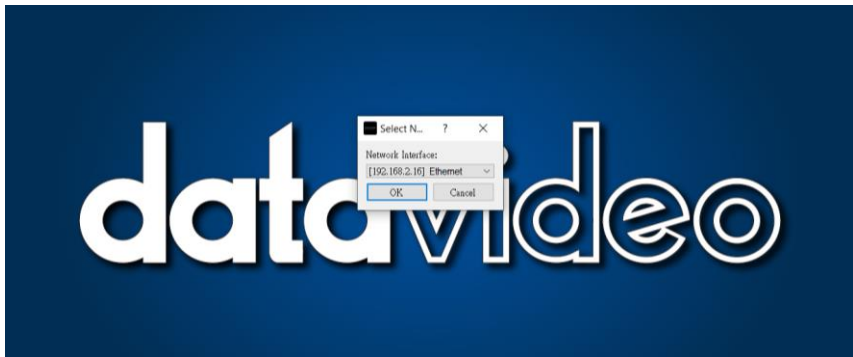 datavideo
Select N... ? ×
Network Interface:
[192.168.2.16] Ethernet
OK Cancel